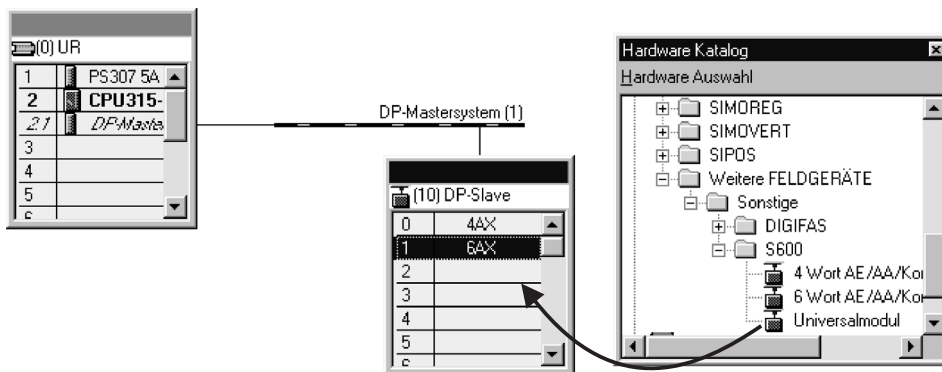 (0) UR
1 PS307 5A
2 CPU315-
2.1 DP-Maste
3
4
5
DP-Mastersystem (1)
(10) DP-Slave
0 4AX
1 6AX
2
3
4
5
Hardware Katalog
Hardware Auswahl
SIMOREG
SIMOVERT
SIPOS
Weitere FELDGERÄTE
Sonstige
DIGIFAS
S600
4 Wort AE/AA/Kon
6 Wort AE/AA/Kon
Universalmodul